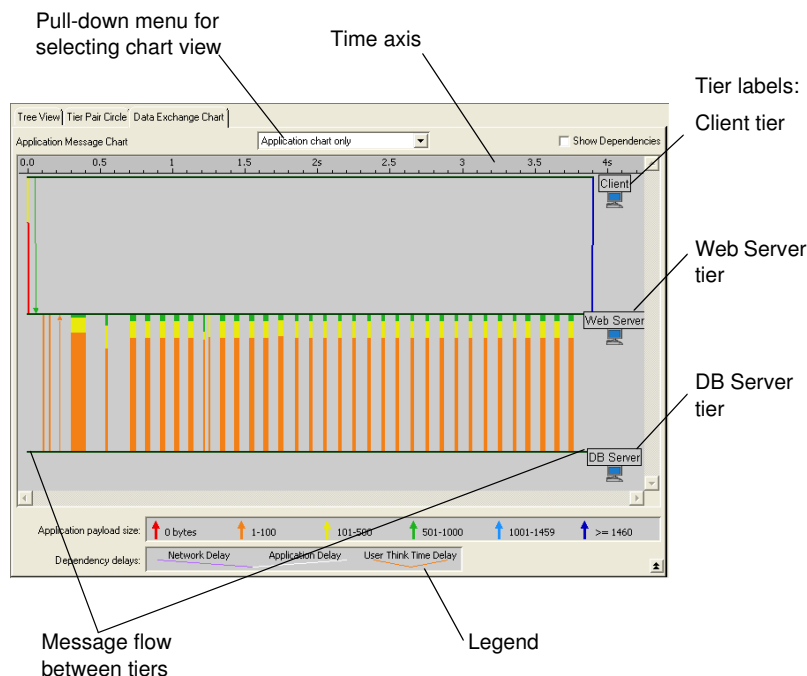 Pull-down menu for
selecting chart view
Time axis
Tier labels:
Client tier
Web Server
tier
DB Server
tier
Tree View Tier Pair Circle Data Exchange Chart
Application Message Chart Application chart only Show Dependencies
0.0 0.5 1 1.5 2s 2.5 3 3.5 4s
Client
Web Server
DB Server
Application payload size: 0 bytes 1-100 101-500 501-1000 1001-1459 >= 1460
Dependency delays: Network Delay Application Delay User Think Time Delay
Message flow
between tiers
Legend